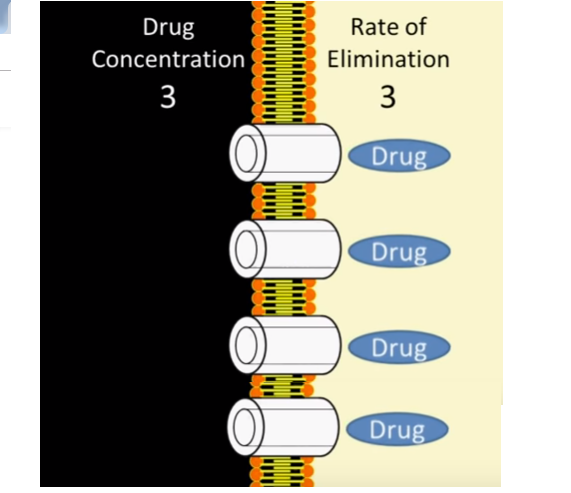 Drug
Concentration
3
Rate of
Elimination
3
Drug
Drug
Drug
Drug